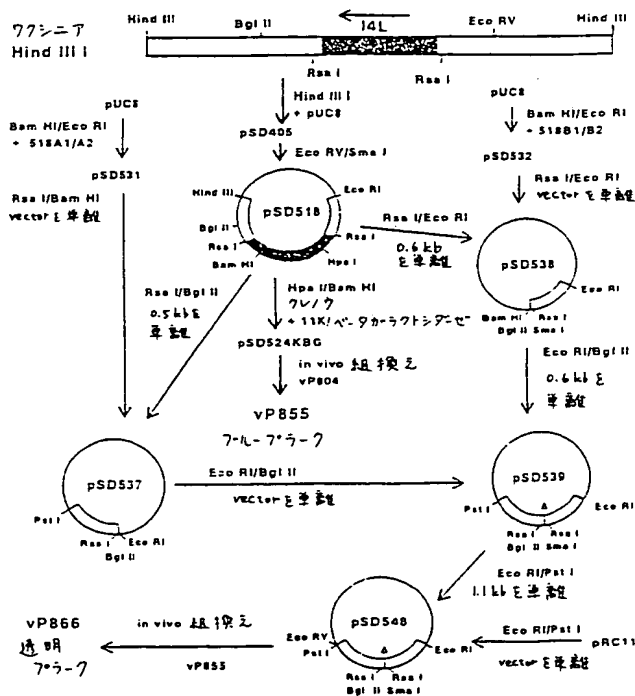 ワクシニア
Hind III I
Hind III
Bgl II
I4L
Eco RV
Hind III
Rsa I
Rsa I
pUC8
Bam HI/Eco RI
+ 518A1/A2
pSD531
Rsa I/Bam HI
vectorを単離
Hind III I
+ pUC8
pSD405
Eco RV/Sma I
pUC8
Bam HI/Eco RI
+ 518B1/B2
pSD532
Rsa I/Eco RI
vectorを単離
Hind III
Eco RI
pSD518
Bgl II
Rsa I
Bam HI
Rsa I
Hpa I
Rsa I/Eco RI
0.6 kb
を単離
pSD538
Eco RI
Bam HI
Rsa I
Bgl II Sma I
Rsa I/Bgl II
0.5kbを
単離
Hpa I/Bam HI
クレノウ
+ 11K/ベータガラクトシダーゼ
pSD524KBG
in vivo 組換え
vP804
vP855
ブループラーク
Eco RI/Bgl II
0.6 kbを
単離
pSD537
Pst I
Rsa I
Eco RI
Bgl II
Eco RI/Bgl II
vectorを単離
pSD539
Pst I
Eco RI
Rsa I
Rsa I
Bgl II Sma I
Eco RI/Pst I
1.1kbを単離
vP866
透明
プラーク
in vivo 組換え
vP855
pSD548
Eco RV
Pst I
Eco RI
Rsa I
Rsa I
Bgl II Sma I
Eco RI/Pst I
vectorを単離
pRC11